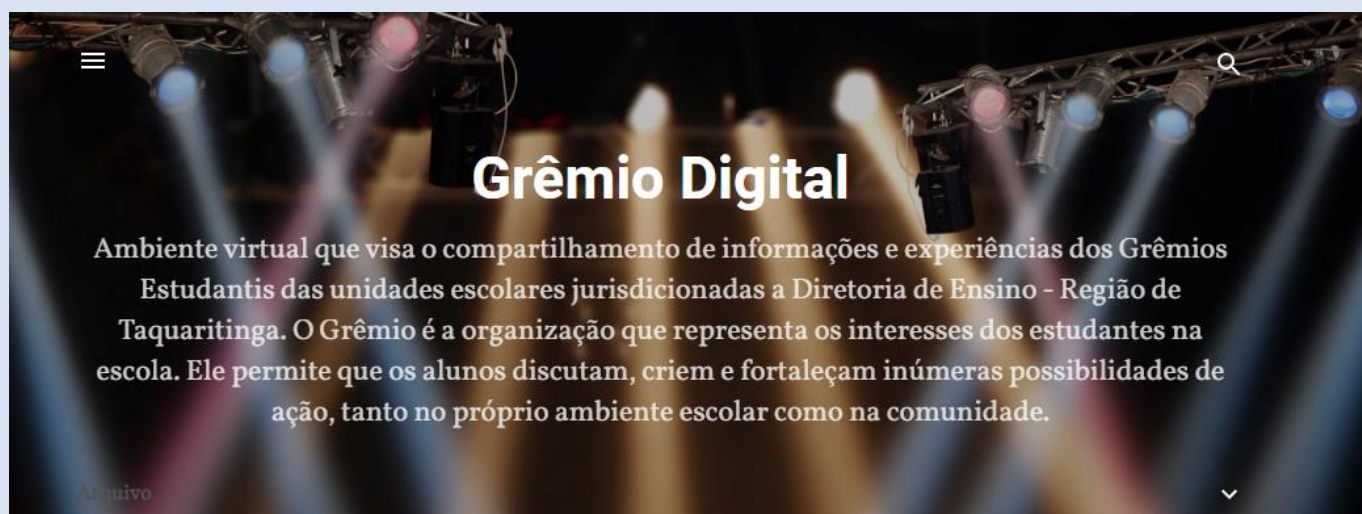 Grêmio Digital
Ambiente virtual que visa o compartilhamento de informações e experiências dos Grêmios
Estudantis das unidades escolares jurisdicionadas a Diretoria de Ensino - Região de
Taquaritinga. O Grêmio é a organização que representa os interesses dos estudantes na
escola. Ele permite que os alunos discutam, criem e fortaleçam inúmeras possibilidades de
ação, tanto no próprio ambiente escolar como na comunidade.
Arquivo